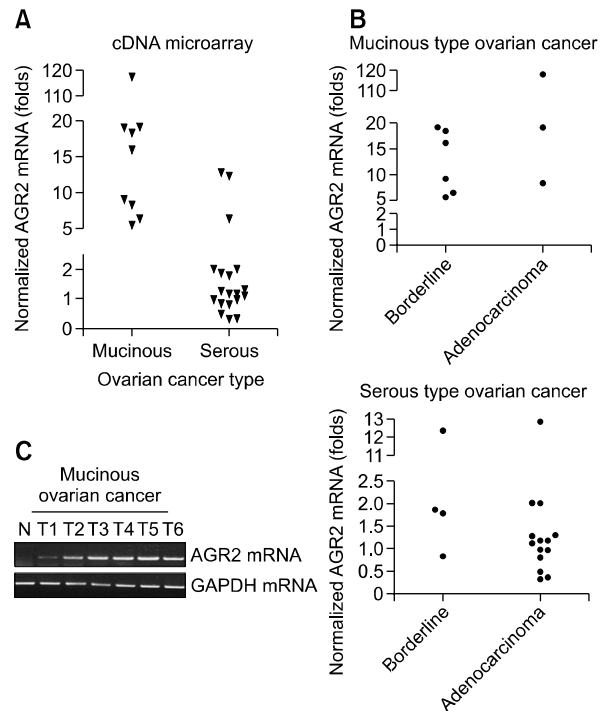 A
cDNA microarray
Normalized AGR2 mRNA (folds)
120
110
20
15
10
5
2
1
0
Mucinous
Serous
Ovarian cancer type
B
Mucinous type ovarian cancer
Normalized AGR2 mRNA (folds)
120
110
20
15
10
5
2
1
0
Borderline
Adenocarcinoma
Serous type ovarian cancer
Normalized AGR2 mRNA (folds)
13
12
11
2.5
2.0
1.5
1.0
0.5
0
Borderline
Adenocarcinoma
C
Mucinous
ovarian cancer
N T1 T2 T3 T4 T5 T6
AGR2 mRNA
GAPDH mRNA